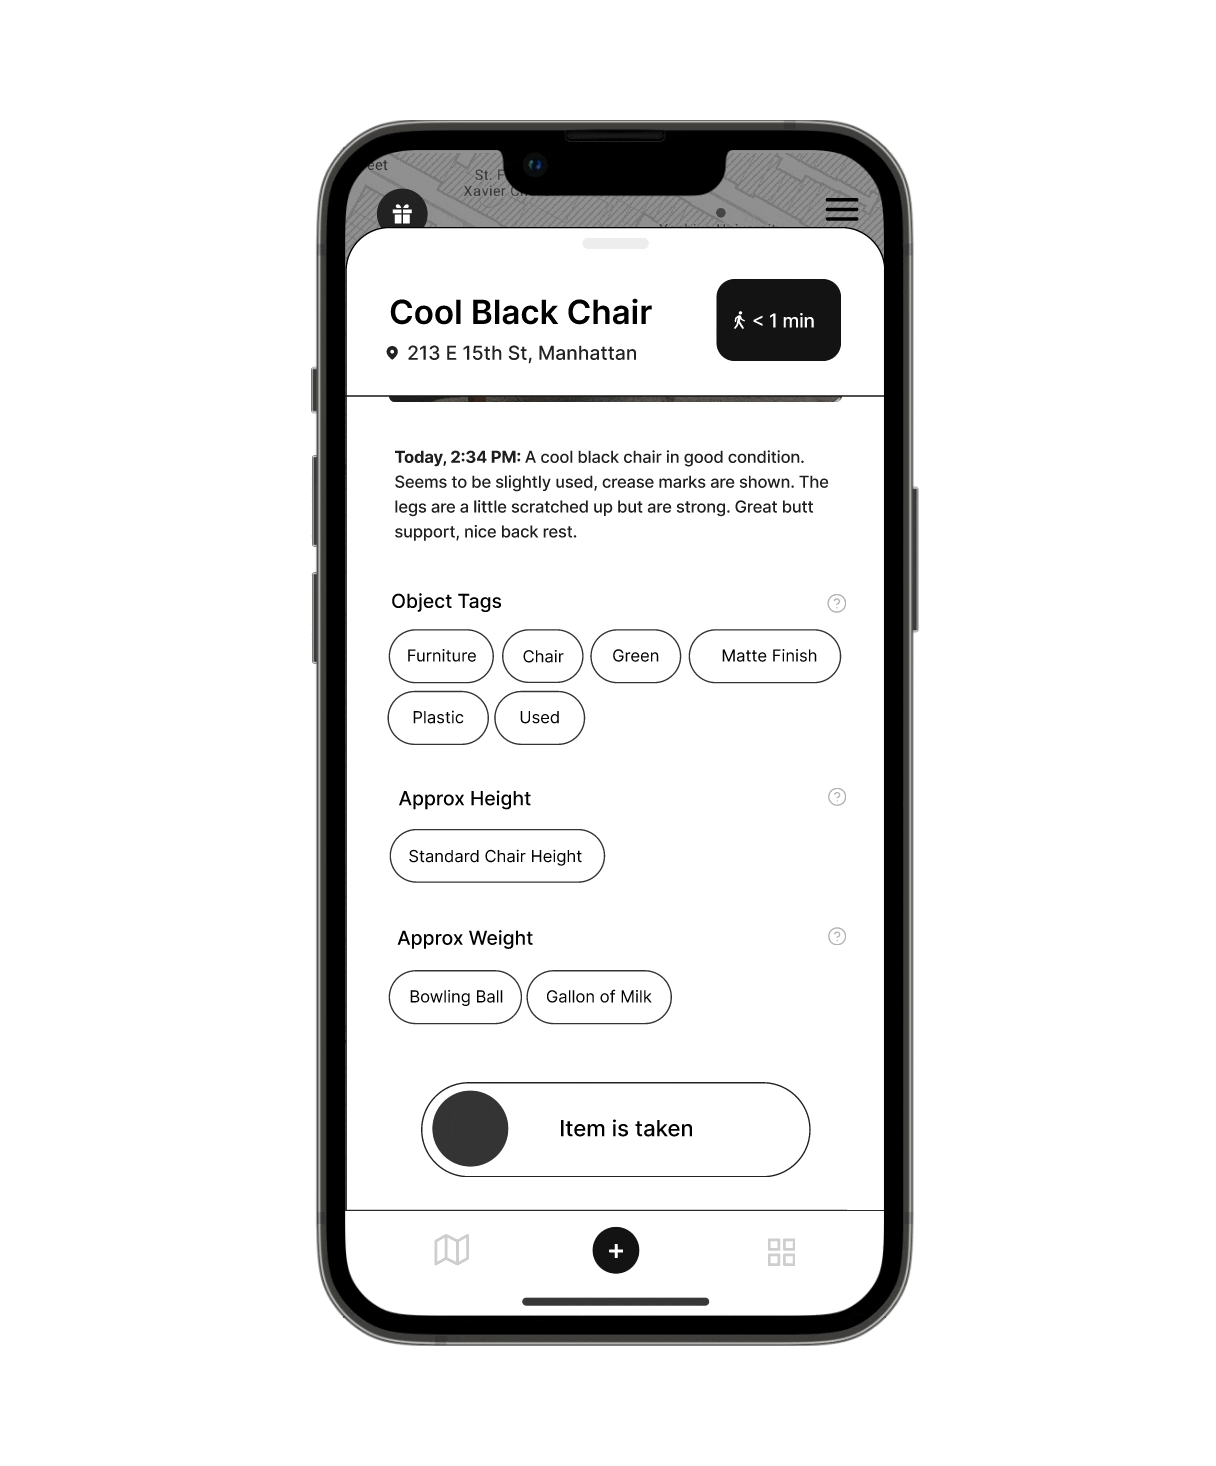 eet
St. F
Xavier C
Cool Black Chair
< 1 min
213 E 15th St, Manhattan
Today, 2:34 PM: A cool black chair in good condition.
Seems to be slightly used, crease marks are shown. The
legs are a little scratched up but are strong. Great butt
support, nice back rest.
Object Tags
?
Furniture Chair Green Matte Finish
Plastic Used
Approx Height
?
Standard Chair Height
Approx Weight
?
Bowling Ball Gallon of Milk
Item is taken
+